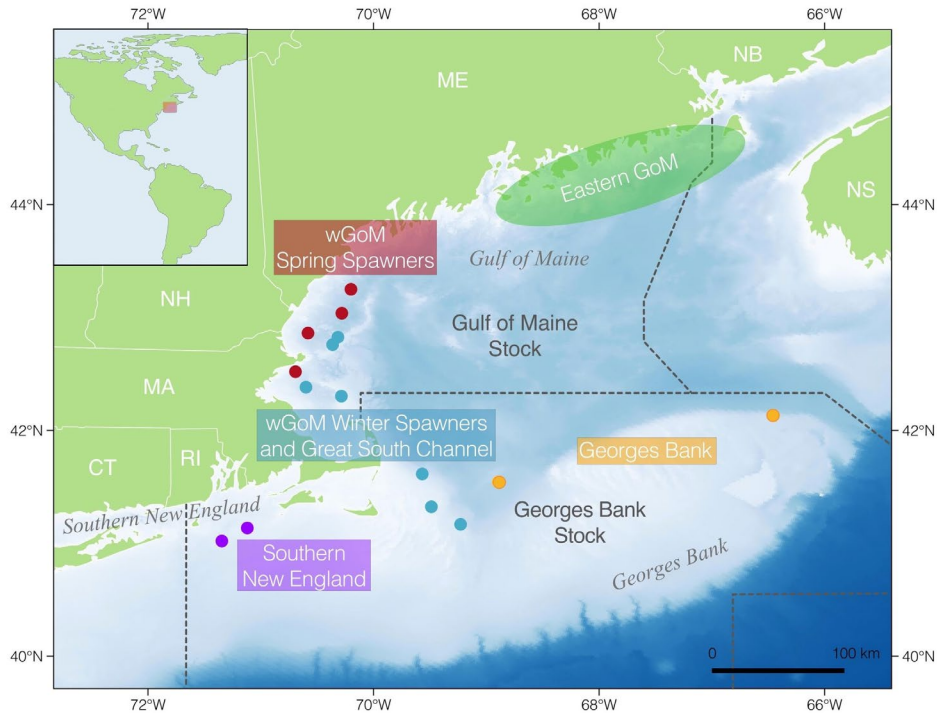 72°W
70°W
68°W
66°W
NB
ME
Eastern GoM
NS
44°N
44°N
wGoM
Spring Spawners
Gulf of Maine
NH
Gulf of Maine
Stock
MA
42°N
42°N
wGoM Winter Spawners
and Great South Channel
Georges Bank
CT
RI
Southern New England
Georges Bank
Stock
Southern
New England
Georges Bank
0
100 km
40°N
40°N
72°W
70°W
68°W
66°W